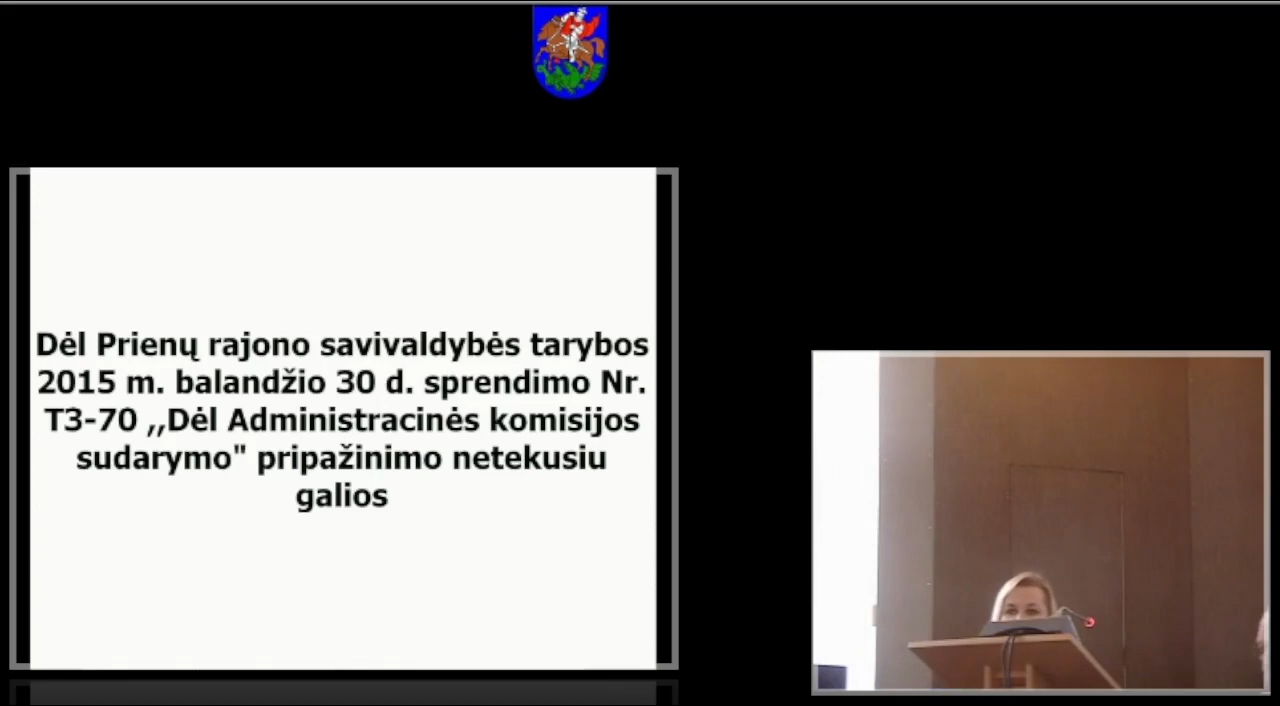 Dėl Prienų rajono savivaldybės tarybos
2015 m. balandžio 30 d. sprendimo Nr.
T3-70 ,,Dėl Administracinės komisijos
sudarymo" pripažinimo netekusiu
galios